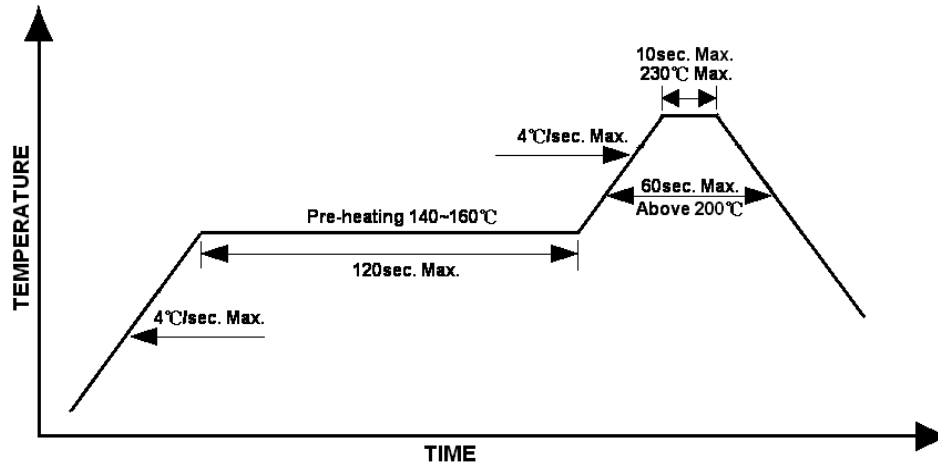 10sec. Max.
230℃ Max.
4℃/sec. Max.
60sec. Max.
Above 200℃
Pre-heating 140~160℃
120sec. Max.
4℃/sec. Max.
TEMPERATURE
TIME